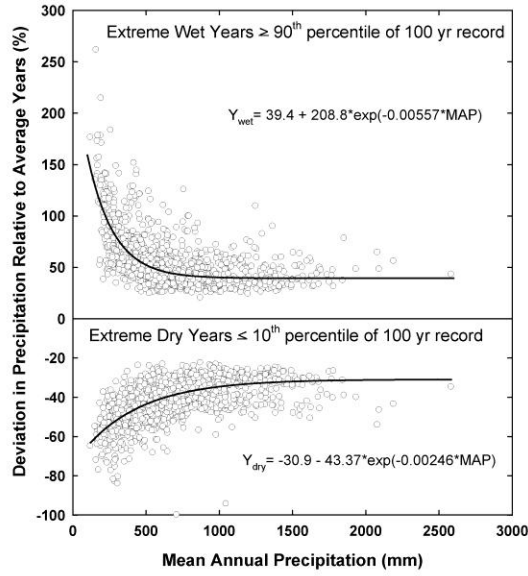 Deviation in Precipitation Relative to Average Years (%)
300
Extreme Wet Years ≥ 90th percentile of 100 yr record
250
200
Y_wet= 39.4 + 208.8*exp(-0.00557*MAP)
150
100
50
0
Extreme Dry Years ≤ 10th percentile of 100 yr record
-20
-40
-60
Y_dry= -30.9 - 43.37*exp(-0.00246*MAP)
-80
-100
0 500 1000 1500 2000 2500 3000
Mean Annual Precipitation (mm)